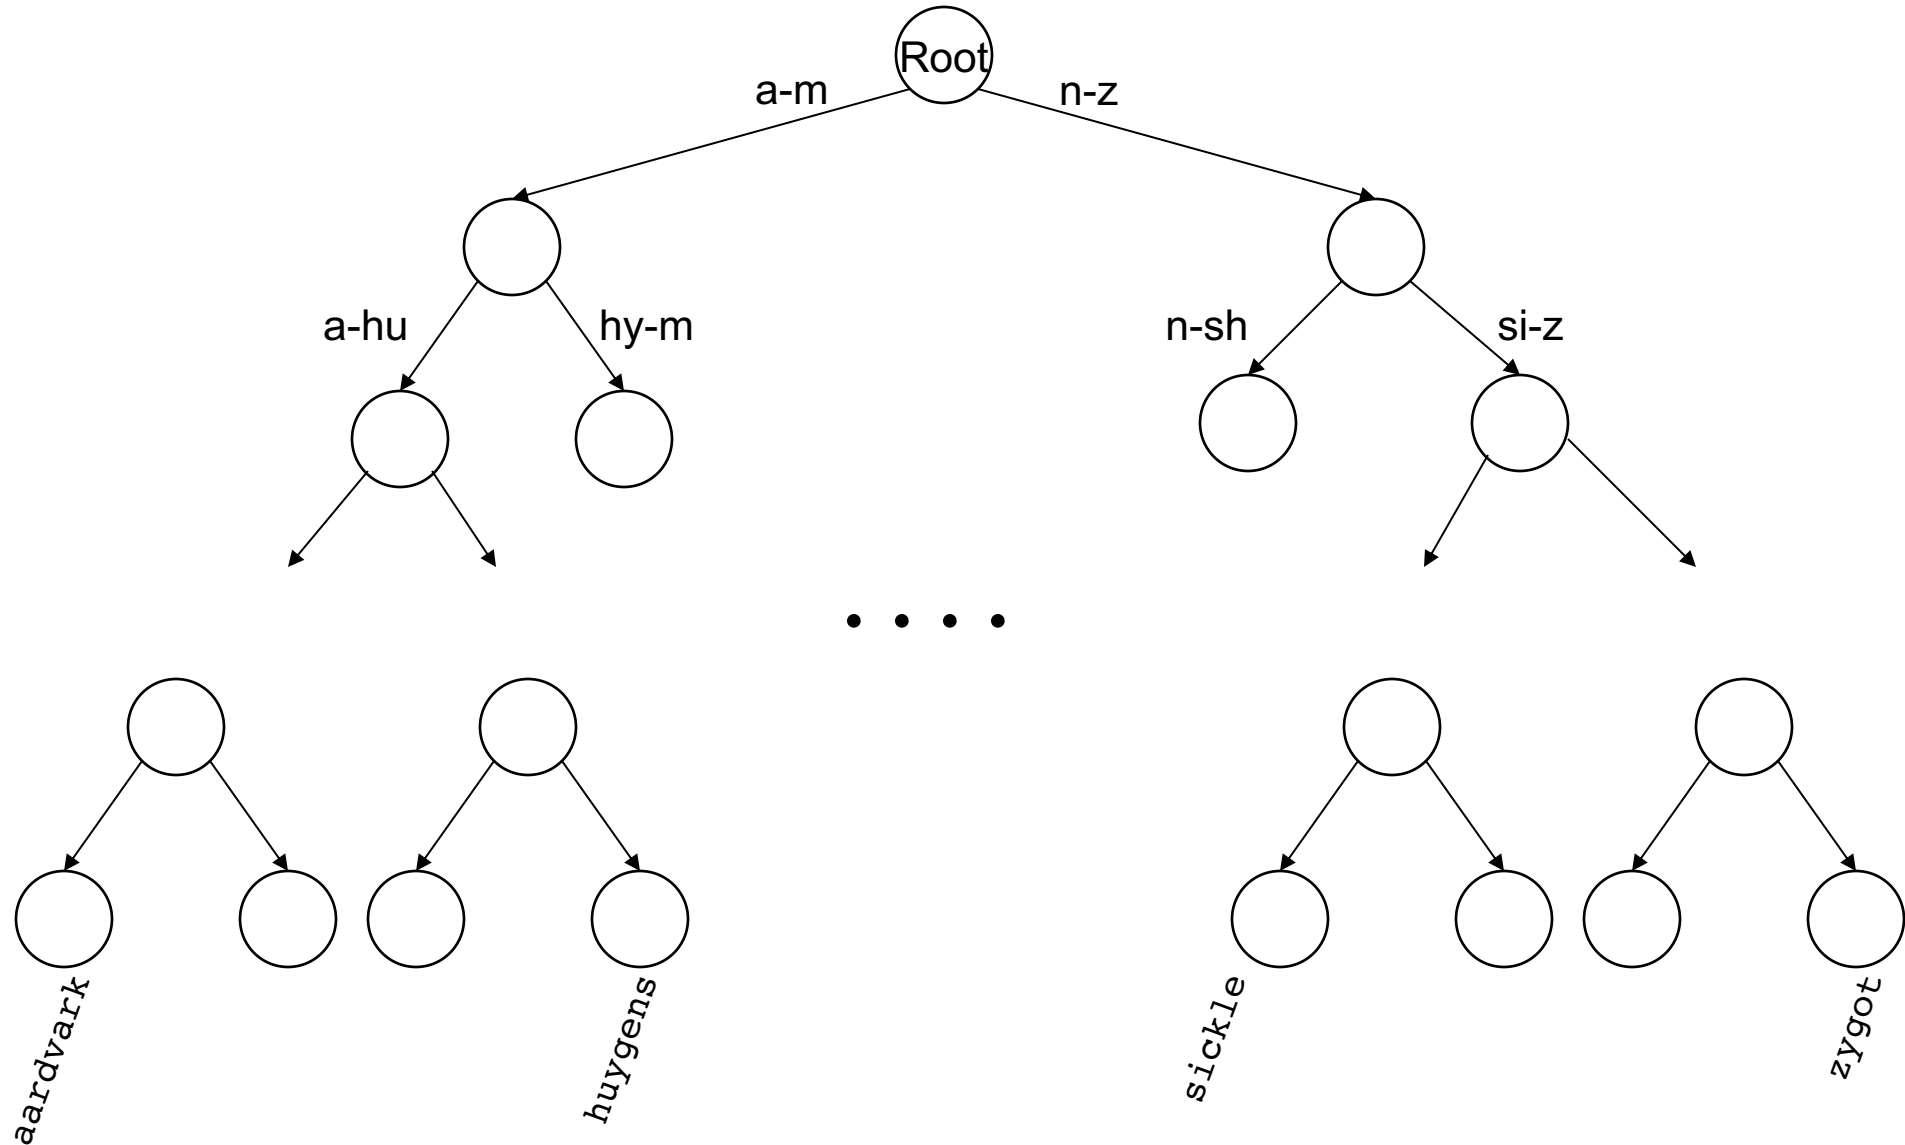 Root
a-m
n-z
a-hu
hy-m
n-sh
si-z
aardvark
huygens
sickle
zygot